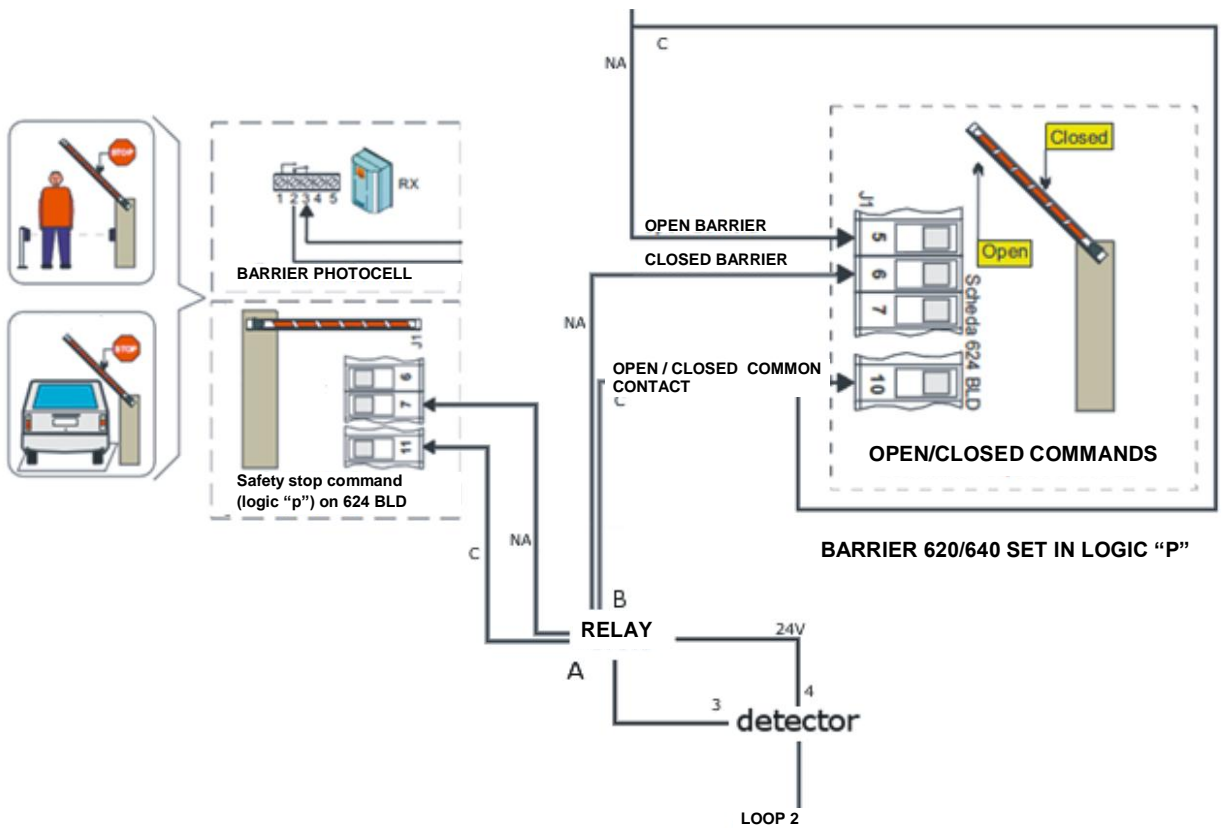 C
NA
STOP
RX
1 2 3 4 5
BARRIER PHOTOCELL
J1
6
7
11
Safety stop command
(logic "p") on 624 BLD
STOP
OPEN BARRIER
CLOSED BARRIER
NA
OPEN / CLOSED COMMON
CONTACT
C
J1
5
6
7
10
Scheda 624 BLD
Closed
Open
OPEN/CLOSED COMMANDS
BARRIER 620/640 SET IN LOGIC "P"
C
NA
B
RELAY
A
24V
4
3
detector
LOOP 2